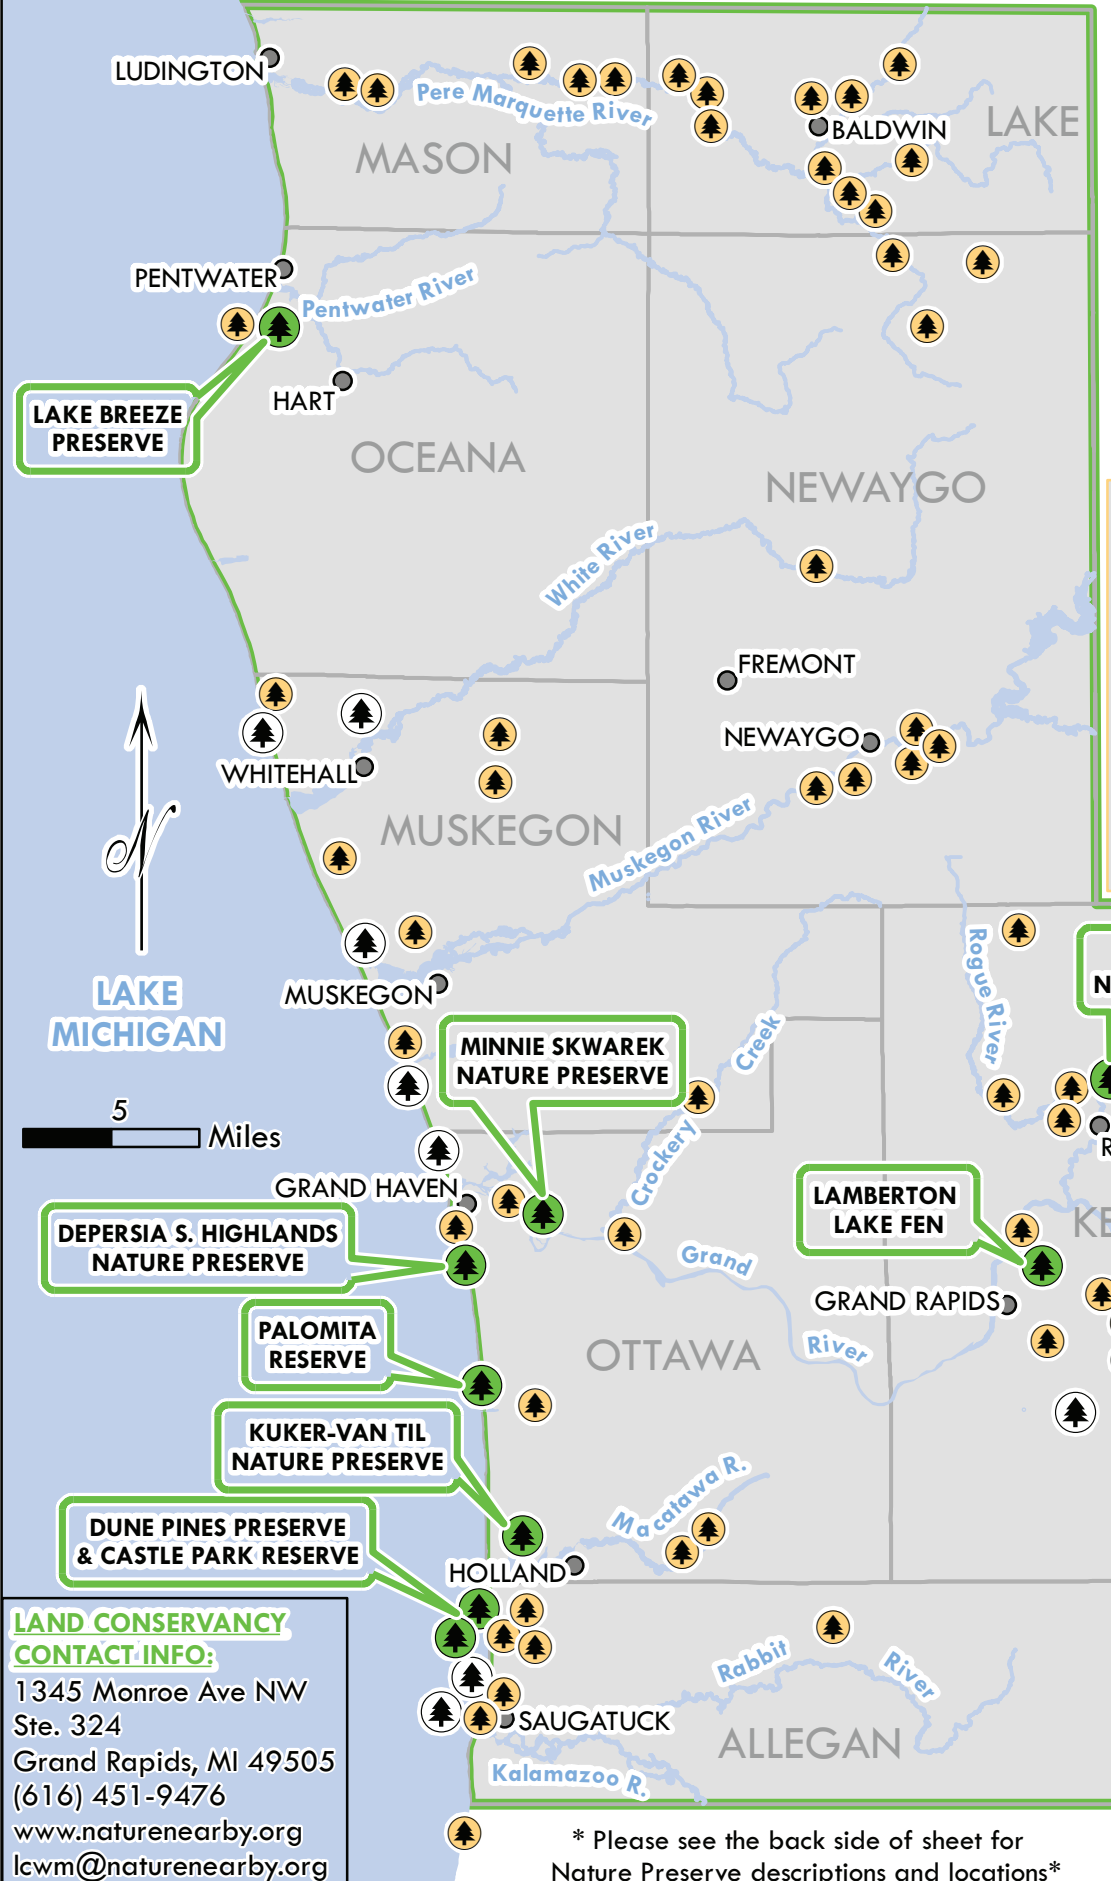 LUDINGTON
Pere Marquette River
BALDWIN
LAKE
MASON
PENTWATER
Pentwater River
HART
LAKE BREEZE
PRESERVE
OCEANA
NEWAYGO
White River
FREMONT
NEWAYGO
WHITEHALL
MUSKEGON
Muskegon River
Rogue River
N
LAKE
MICHIGAN
MUSKEGON
N
MINNIE SKWAREK
NATURE PRESERVE
Crockery Creek
5
Miles
R
GRAND HAVEN
LAMBERTON
LAKE FEN
KE
DEPERSIA S. HIGHLANDS
NATURE PRESERVE
Grand River
GRAND RAPIDS
PALOMITA
RESERVE
OTTAWA
KUKER-VAN TIL
NATURE PRESERVE
Macatawa R.
DUNE PINES PRESERVE
& CASTLE PARK RESERVE
HOLLAND
LAND CONSERVANCY
CONTACT INFO:
1345 Monroe Ave NW
Ste. 324
Grand Rapids, MI 49505
(616) 451-9476
www.naturenearby.org
lcwm@naturenearby.org
Rabbit River
SAUGATUCK
ALLEGAN
Kalamazoo R.
* Please see the back side of sheet for
Nature Preserve descriptions and locations*